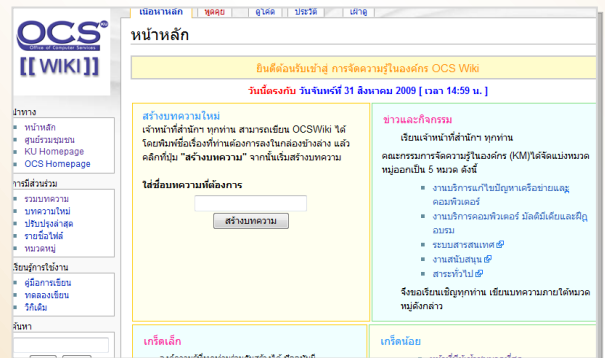 เนื้อหาหลัก พูดคุย ดูโค้ด ประวัติ เฝ้าดู
OCS
Office of Computer Services
[[ WIKI ]]
หน้าหลัก
ยินดีต้อนรับเข้าสู่ การจัดความรู้ในองค์กร OCS Wiki
วันนี้ตรงกับ วันจันทร์ที่ 31 สิงหาคม 2009 [ เวลา 14:59 น. ]
นำทาง
หน้าหลัก
ศูนย์รวมชุมชน
KU Homepage
OCS Homepage
การมีส่วนร่วม
รวมบทความ
บทความใหม่
ปรับปรุงล่าสุด
รายชื่อไฟล์
หมวดหมู่
เรียนรู้การใช้งาน
คู่มือการเขียน
ทดลองเขียน
วิกิเดิม
ค้นหา
สร้างบทความใหม่
เจ้าหน้าที่สำนักฯ ทุกท่าน สามารถเขียน OCSWiki ได้
โดยพิมพ์ชื่อเรื่องที่ท่านต้องการลงในกล่องข้างล่าง แล้ว
คลิกที่ปุ่ม "สร้างบทความ" จากนั้นเริ่มสร้างบทความ
ใส่ชื่อบทความที่ต้องการ
สร้างบทความ
ข่าวและกิจกรรม
เรียนเจ้าหน้าที่สำนักฯ ทุกท่าน
คณะกรรมการจัดความรู้ในองค์กร (KM)ได้จัดแบ่งหมวด
หมู่ออกเป็น 5 หมวด ดังนี้
งานบริการแก้ไขปัญหาเครือข่ายและ
คอมพิวเตอร์
งานบริการคอมพิวเตอร์ มัลติมีเดียและฝึก
อบรม
ระบบสารสนเทศ
งานสนับสนุน
สาระทั่วไป
จึงขอเรียนเชิญทุกท่าน เขียนบทความภายใต้หมวด
หมู่ดังกล่าว
เกร็ดเล็ก
เกร็ดน้อย